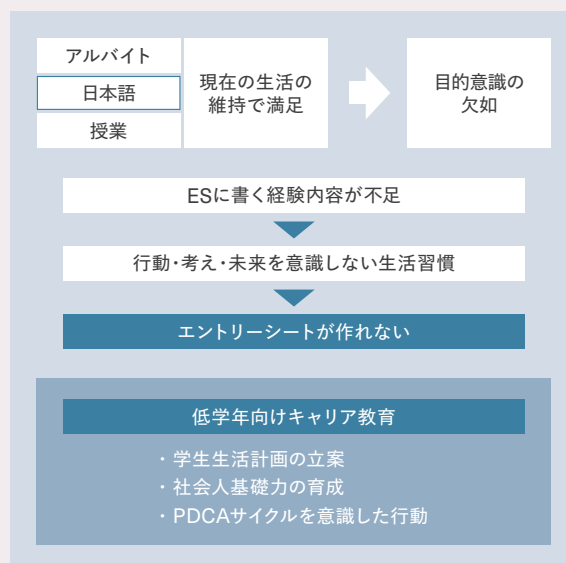 アルバイト
日本語
授業
現在の生活の
維持で満足
目的意識の
欠如
ESに書く経験内容が不足
行動・考え・未来を意識しない生活習慣
エントリーシートが作れない
低学年向けキャリア教育
・学生生活計画の立案
・社会人基礎力の育成
・PDCAサイクルを意識した行動